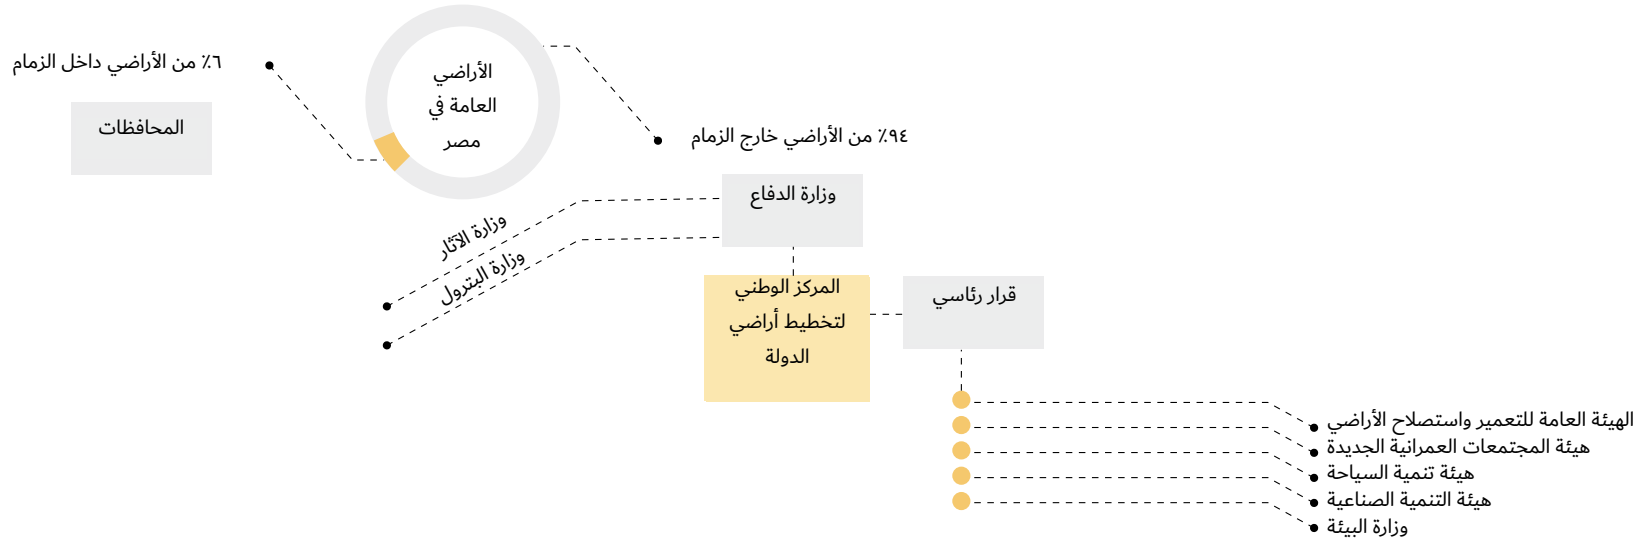 الأراضي
العامة في
مصر
٦٪ من الأراضي داخل الزمام
المحافظات
٩٤٪ من الأراضي خارج الزمام
وزارة الدفاع
وزارة الآثار
وزارة البترول
المركز الوطني
لتخطيط أراضي
الدولة
قرار رئاسي
الهيئة العامة للتعمير واستصلاح الأراضي
هيئة المجتمعات العمرانية الجديدة
هيئة تنمية السياحة
هيئة التنمية الصناعية
وزارة البيئة